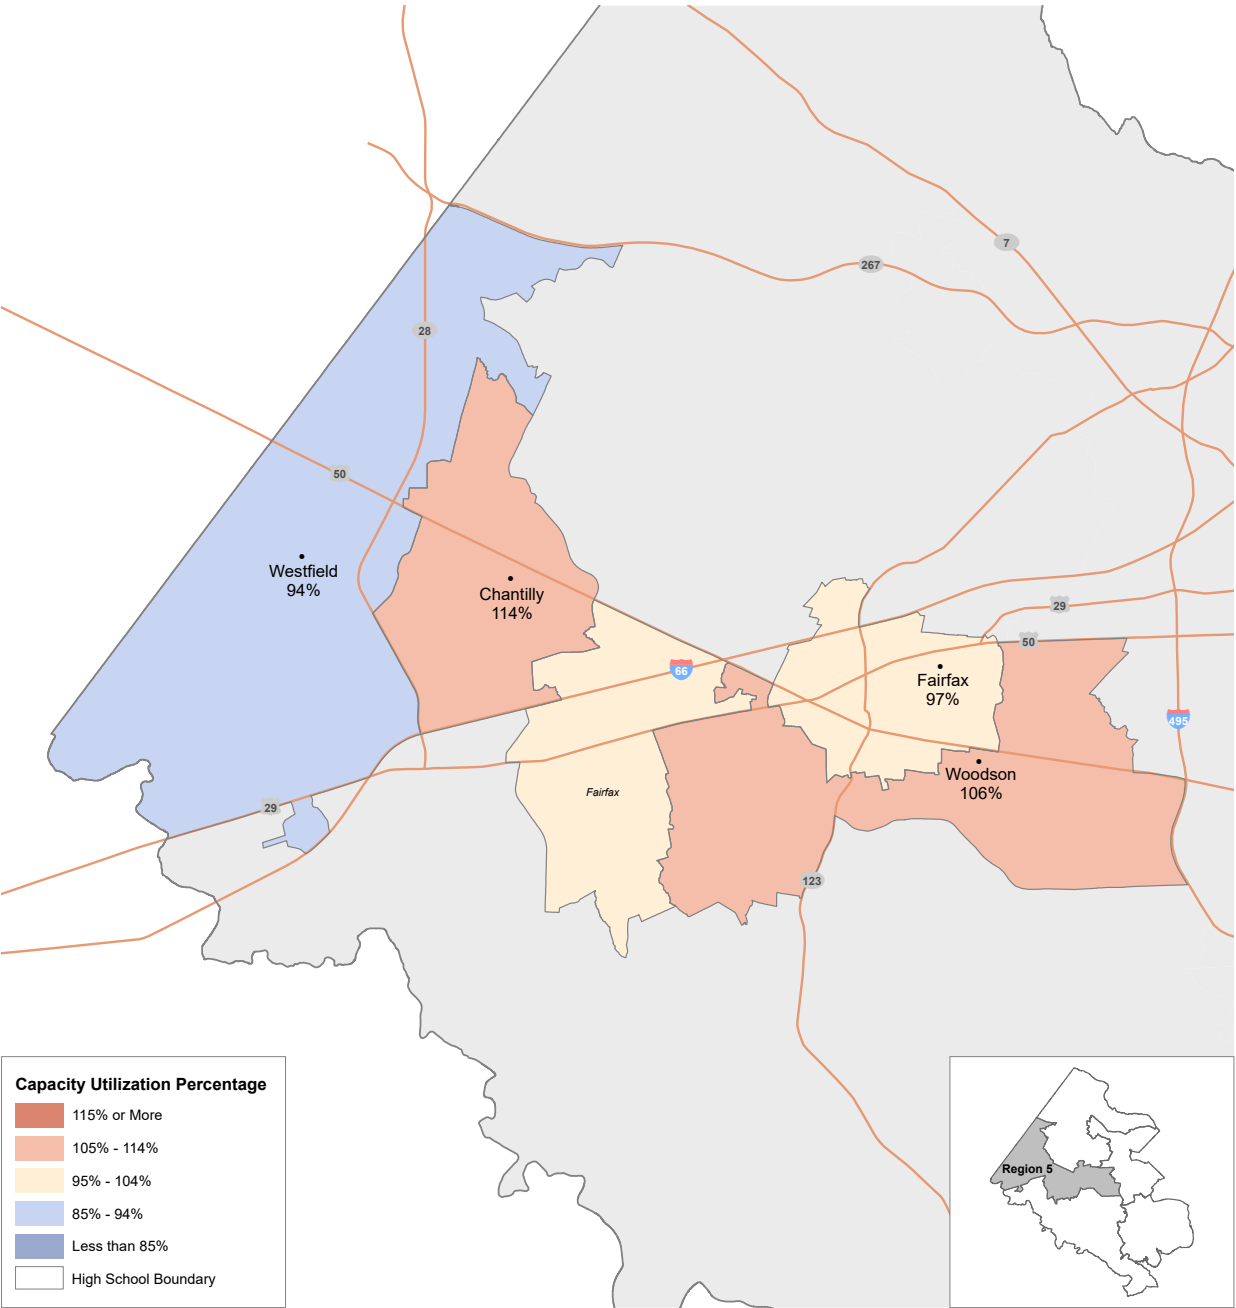 7
267
28
50
Westfield
94%
Chantilly
114%
29
50
66
Fairfax
97%
495
Woodson
106%
Fairfax
29
123
Capacity Utilization Percentage
115% or More
105% - 114%
95% - 104%
85% - 94%
Less than 85%
High School Boundary
Region 5